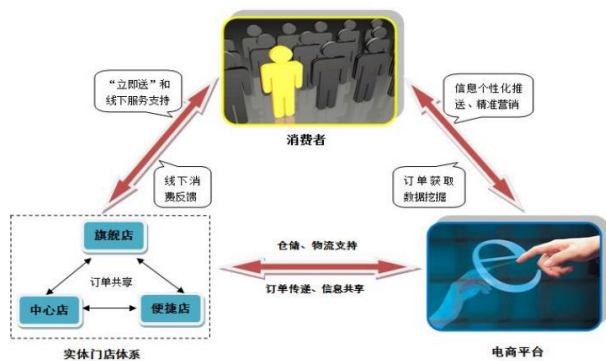 “立即送”和
线下服务支持
消费者
信息个性化推
送、精准营销
线下消
费反馈
订单获取
数据挖掘
旗舰店
订单共享
中心店
便捷店
仓储、物流支持
订单传递、信息共享
实体门店体系
电商平台